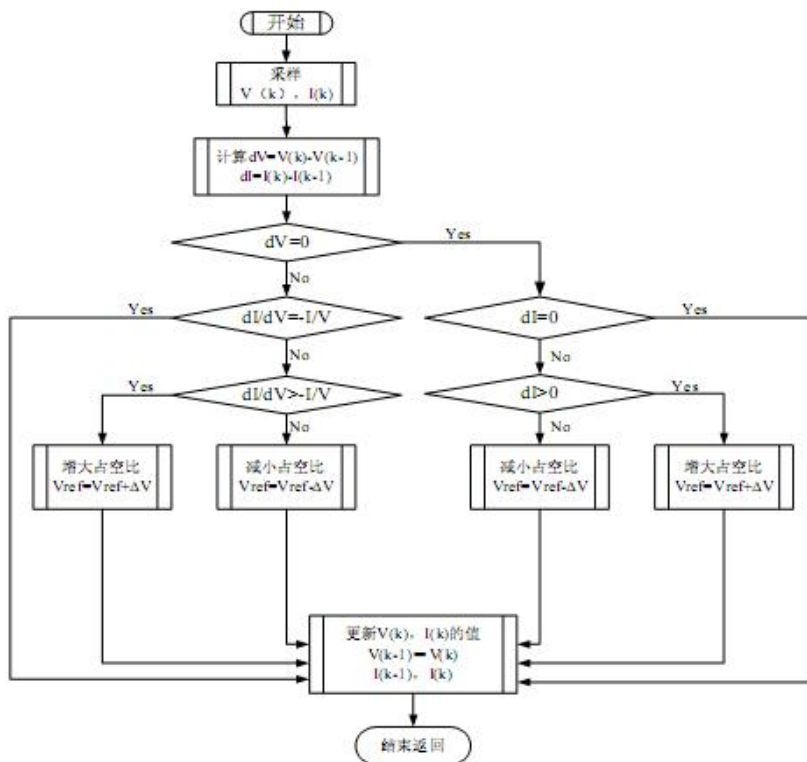 开始
采样
V（k），I(k)
计算dV=V(k)-V(k-1)
dI=I(k)-I(k-1)
dV=0
Yes
No
Yes
dI/dV=-I/V
dI=0
Yes
No
No
Yes
dI/dV>-I/V
dI>0
Yes
No
No
增大占空比
Vref=Vref+ΔV
减小占空比
Vref=Vref-ΔV
减小占空比
Vref=Vref-ΔV
增大占空比
Vref=Vref+ΔV
更新V(k)，I(k)的值
V(k-1)=V(k)
I(k-1)，I(k)
结束返回